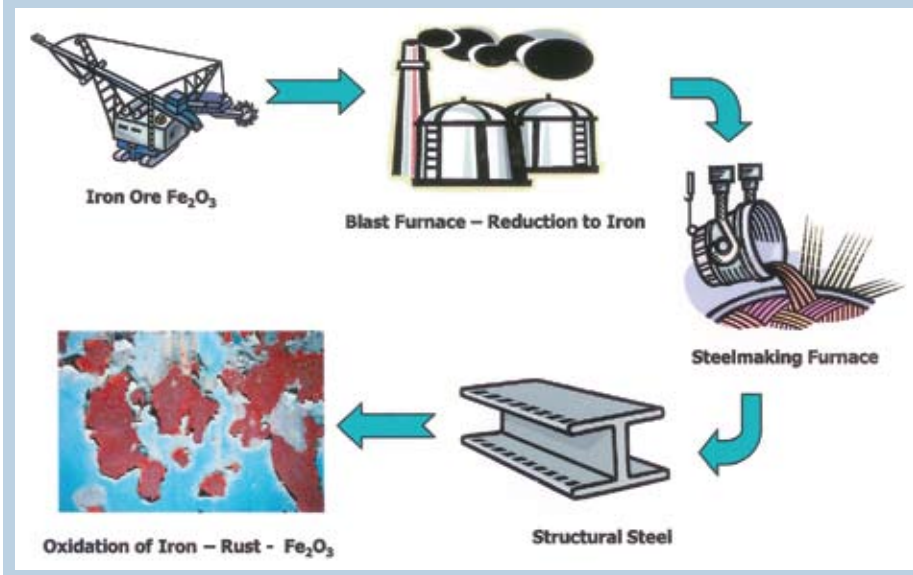 Iron Ore Fe₂O₃
Blast Furnace – Reduction to Iron
Steelmaking Furnace
Structural Steel
Oxidation of Iron – Rust - Fe₂O₃